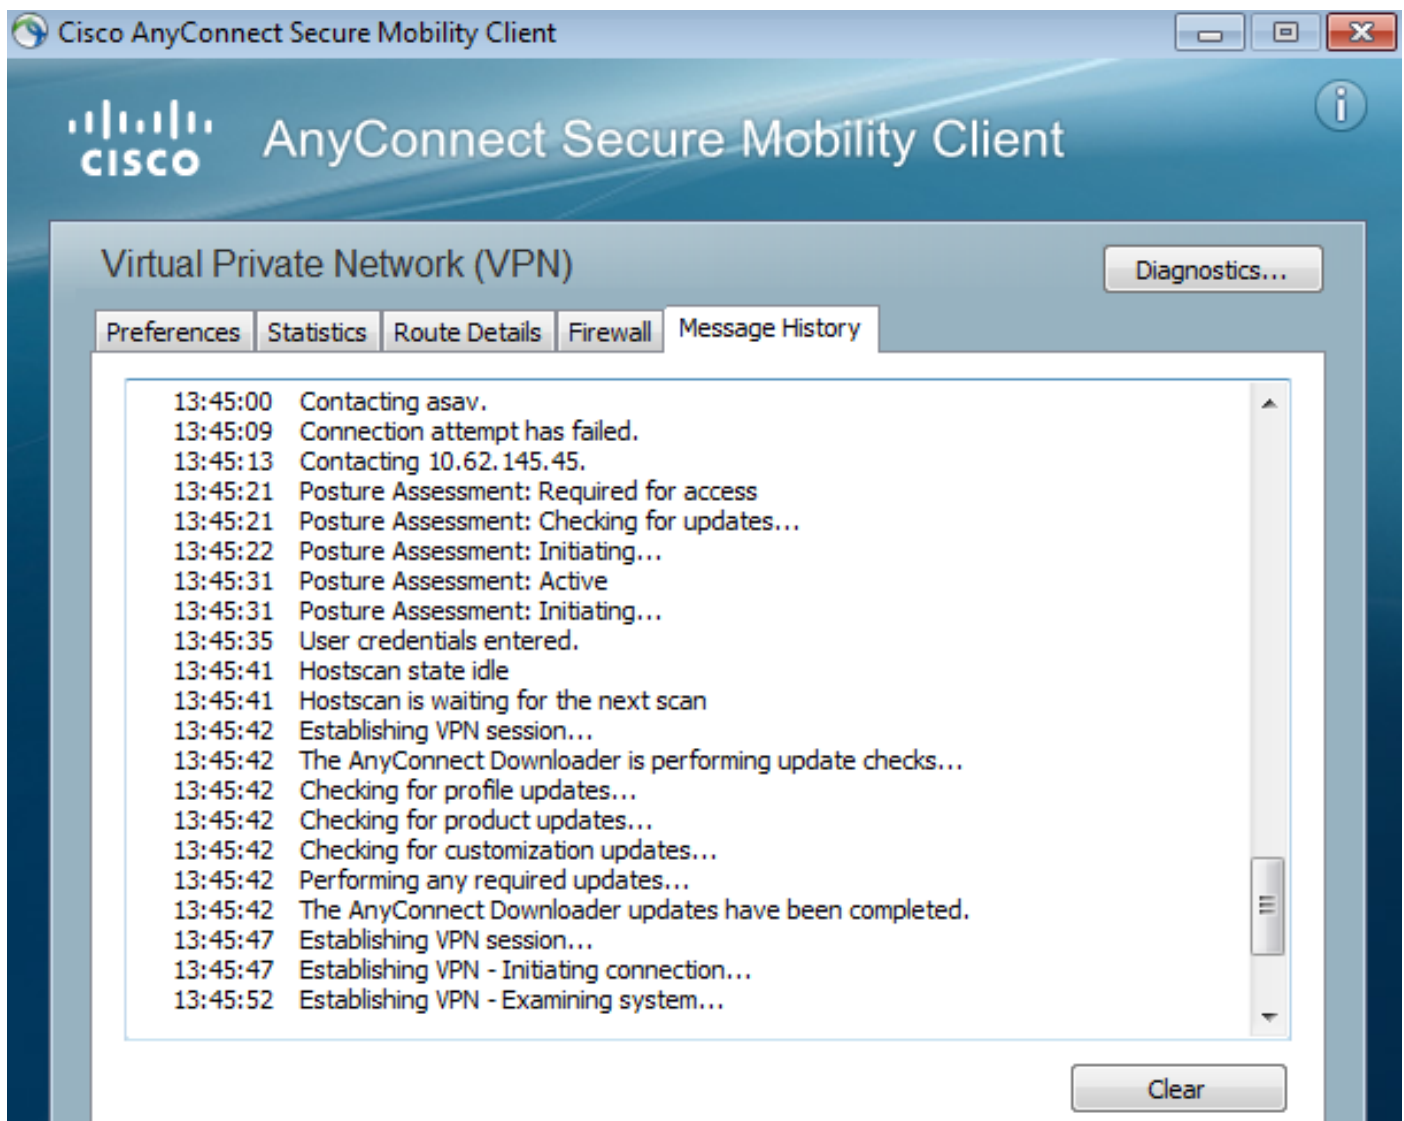 Cisco AnyConnect Secure Mobility Client
CISCO AnyConnect Secure Mobility Client
i
Virtual Private Network (VPN)
Diagnostics...
Preferences Statistics Route Details Firewall Message History
13:45:00 Contacting asav.
13:45:09 Connection attempt has failed.
13:45:13 Contacting 10.62.145.45.
13:45:21 Posture Assessment: Required for access
13:45:21 Posture Assessment: Checking for updates...
13:45:22 Posture Assessment: Initiating...
13:45:31 Posture Assessment: Active
13:45:31 Posture Assessment: Initiating...
13:45:35 User credentials entered.
13:45:41 Hostscan state idle
13:45:41 Hostscan is waiting for the next scan
13:45:42 Establishing VPN session...
13:45:42 The AnyConnect Downloader is performing update checks...
13:45:42 Checking for profile updates...
13:45:42 Checking for product updates...
13:45:42 Checking for customization updates...
13:45:42 Performing any required updates...
13:45:42 The AnyConnect Downloader updates have been completed.
13:45:47 Establishing VPN session...
13:45:47 Establishing VPN - Initiating connection...
13:45:52 Establishing VPN - Examining system...
Clear